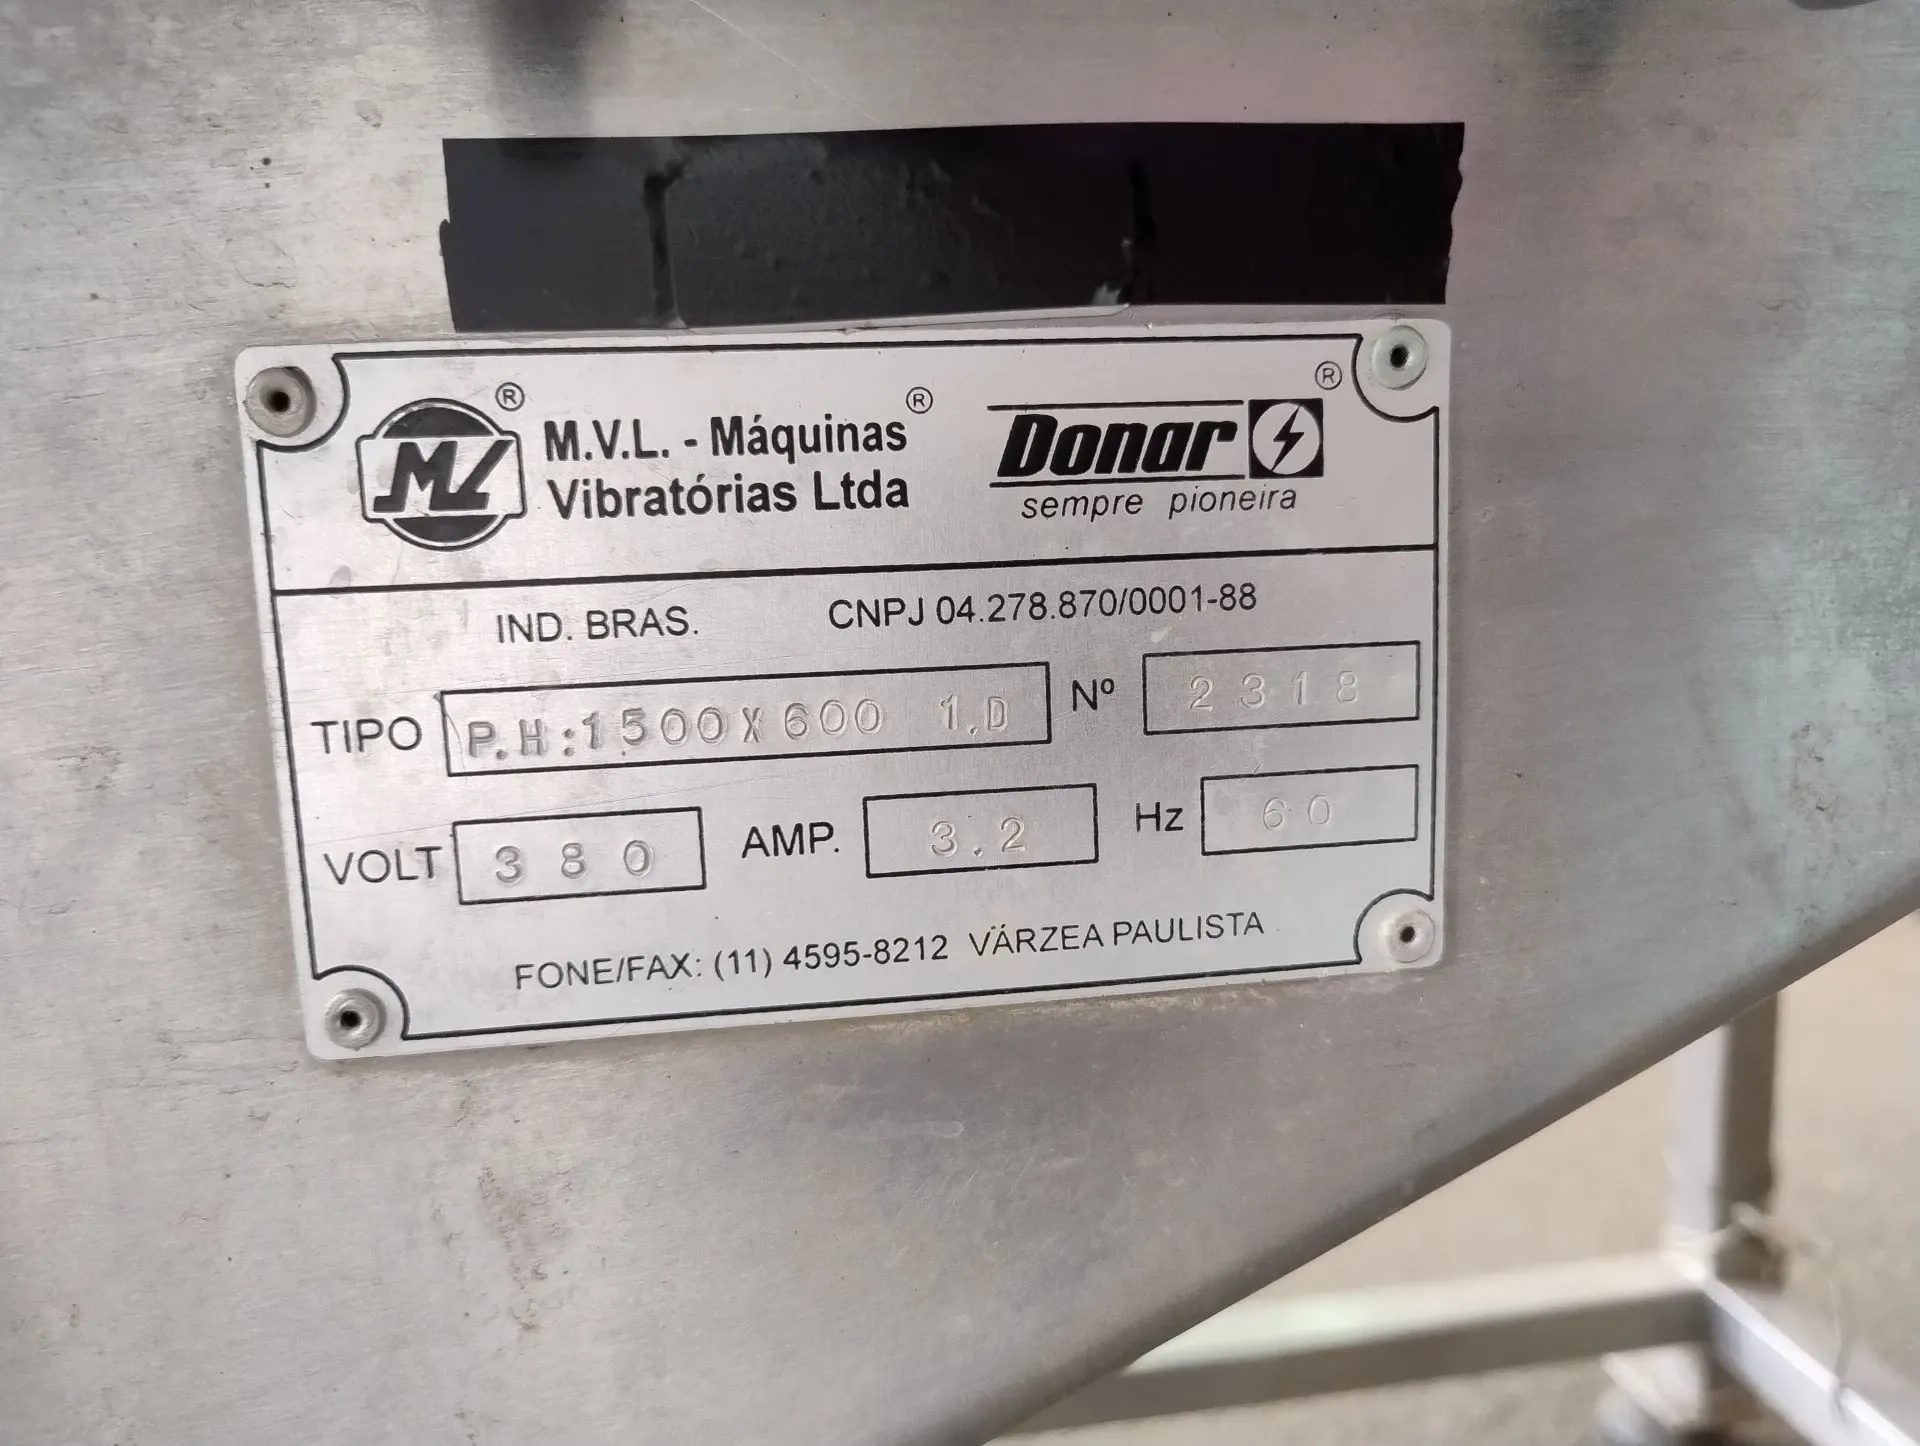 MVL ® M.V.L. - Máquinas ® Donar ®
Vibratórias Ltda sempre pioneira
IND. BRAS. CNPJ 04.278.870/0001-88
TIPO P.H:1500X600 1.D Nº 2318
VOLT 380 AMP. 3.2 Hz 60
FONE/FAX: (11) 4595-8212 VÁRZEA PAULISTA